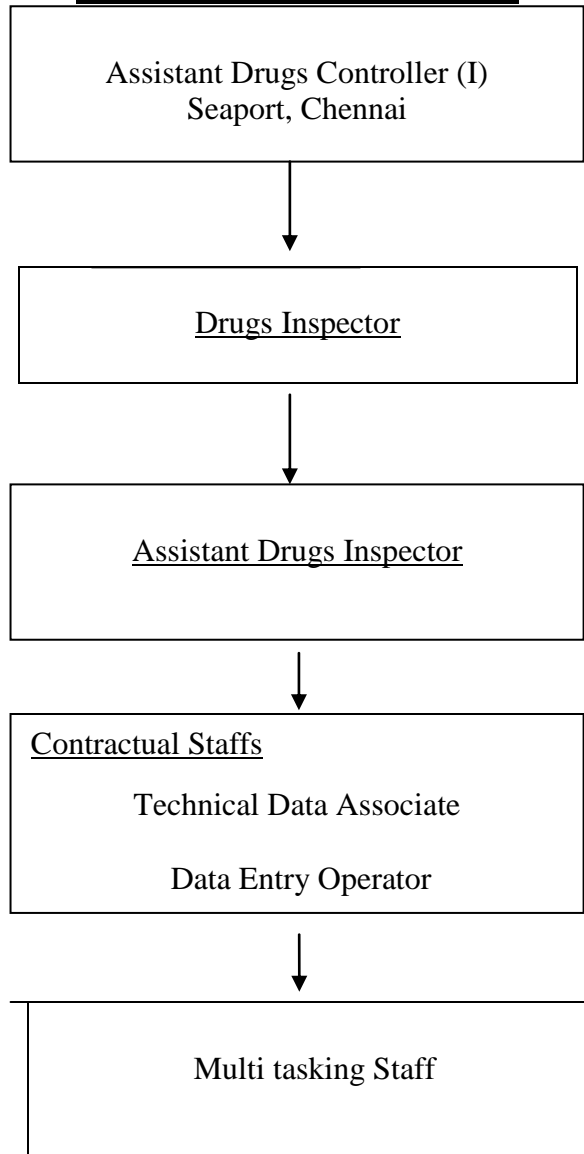 Assistant Drugs Controller (I)
Seaport, Chennai
Drugs Inspector
Assistant Drugs Inspector
Contractual Staffs
Technical Data Associate
Data Entry Operator
Multi tasking Staff